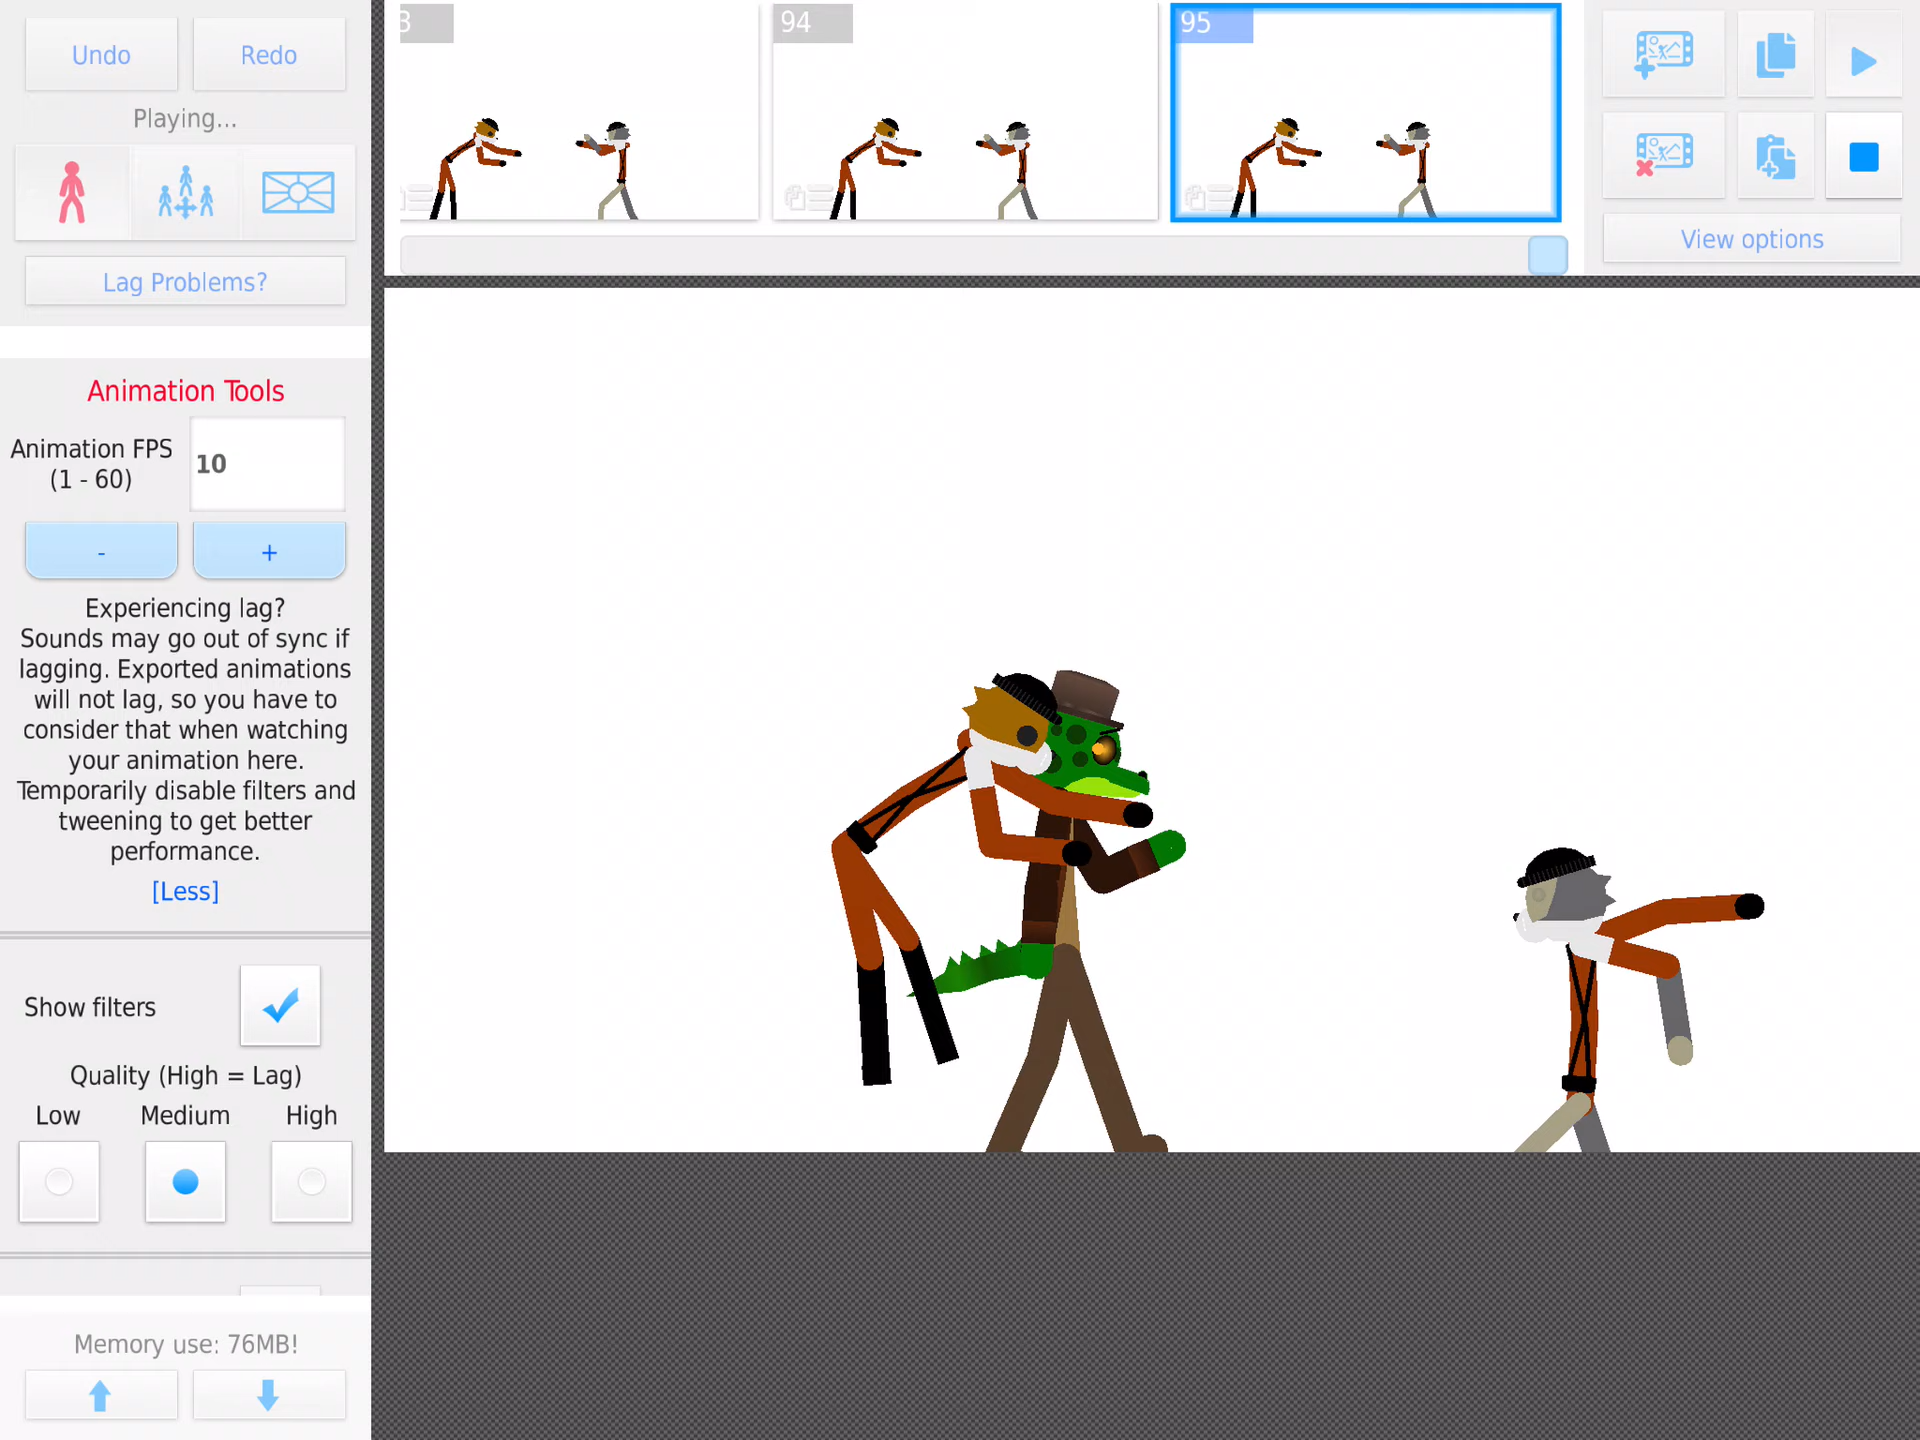 Undo
Redo
Playing...
Lag Problems?
3
94
95
View options
Animation Tools
Animation FPS
(1 - 60)
10
-
+
Experiencing lag?
Sounds may go out of sync if
lagging. Exported animations
will not lag, so you have to
consider that when watching
your animation here.
Temporarily disable filters and
tweening to get better
performance.
[Less]
Show filters
Quality (High = Lag)
Low
Medium
High
Memory use: 76MB!